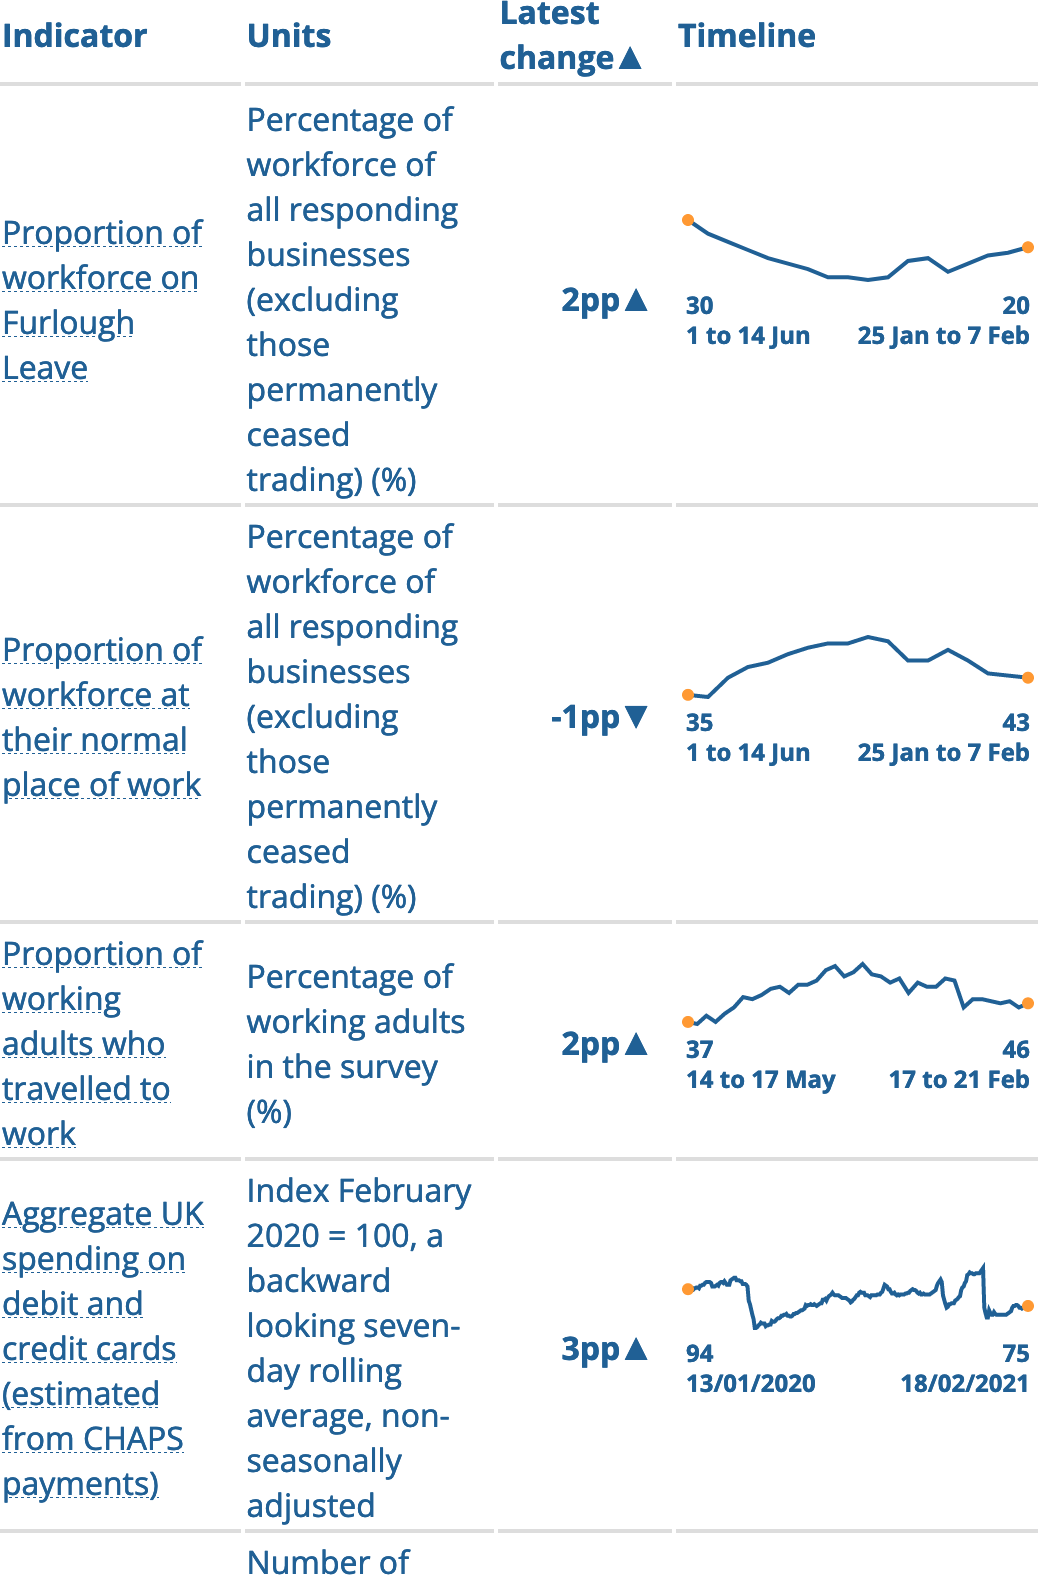 Indicator
Units
Latest
change▲
Timeline
Proportion of
workforce on
Furlough
Leave
Percentage of
workforce of
all responding
businesses
(excluding
those
permanently
ceased
trading) (%)
2pp▲
30
20
1 to 14 Jun
25 Jan to 7 Feb
Proportion of
workforce at
their normal
place of work
Percentage of
workforce of
all responding
businesses
(excluding
those
permanently
ceased
trading) (%)
-1pp▼
35
43
1 to 14 Jun
25 Jan to 7 Feb
Proportion of
working
adults who
travelled to
work
Percentage of
working adults
in the survey
(%)
2pp▲
37
46
14 to 17 May
17 to 21 Feb
Aggregate UK
spending on
debit and
credit cards
(estimated
from CHAPS
payments)
Index February
2020 = 100, a
backward
looking seven-
day rolling
average, non-
seasonally
adjusted
3pp▲
94
75
13/01/2020
18/02/2021
Number of